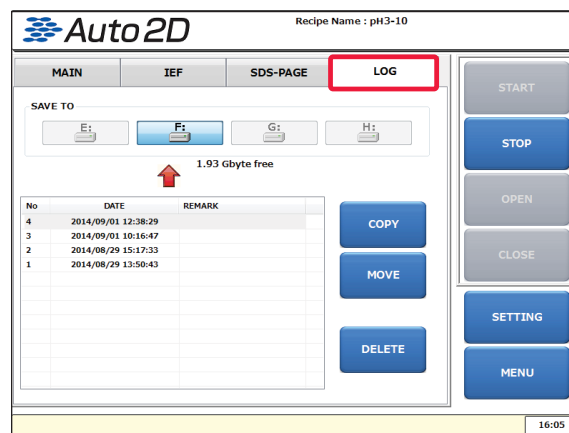 Auto2D
Recipe Name : pH3-10
MAIN IEF SDS-PAGE LOG
SAVE TO
E: F: G: H:
1.93 Gbyte free
No DATE REMARK
4 2014/09/01 12:38:29
3 2014/09/01 10:16:47
2 2014/08/29 15:17:33
1 2014/08/29 13:50:43
COPY
MOVE
DELETE
START
STOP
OPEN
CLOSE
SETTING
MENU
16:05